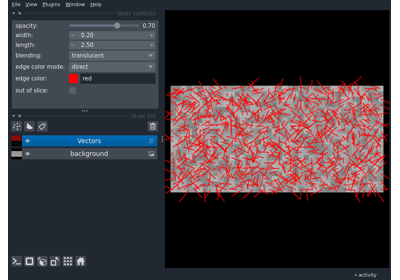 File View Plugins Window Help
layer controls
opacity: 0.70
width: 0.20
length: 2.50
blending: translucent
edge color mode: direct
edge color: red
out of slice:
layer list
Vectors
background
activity